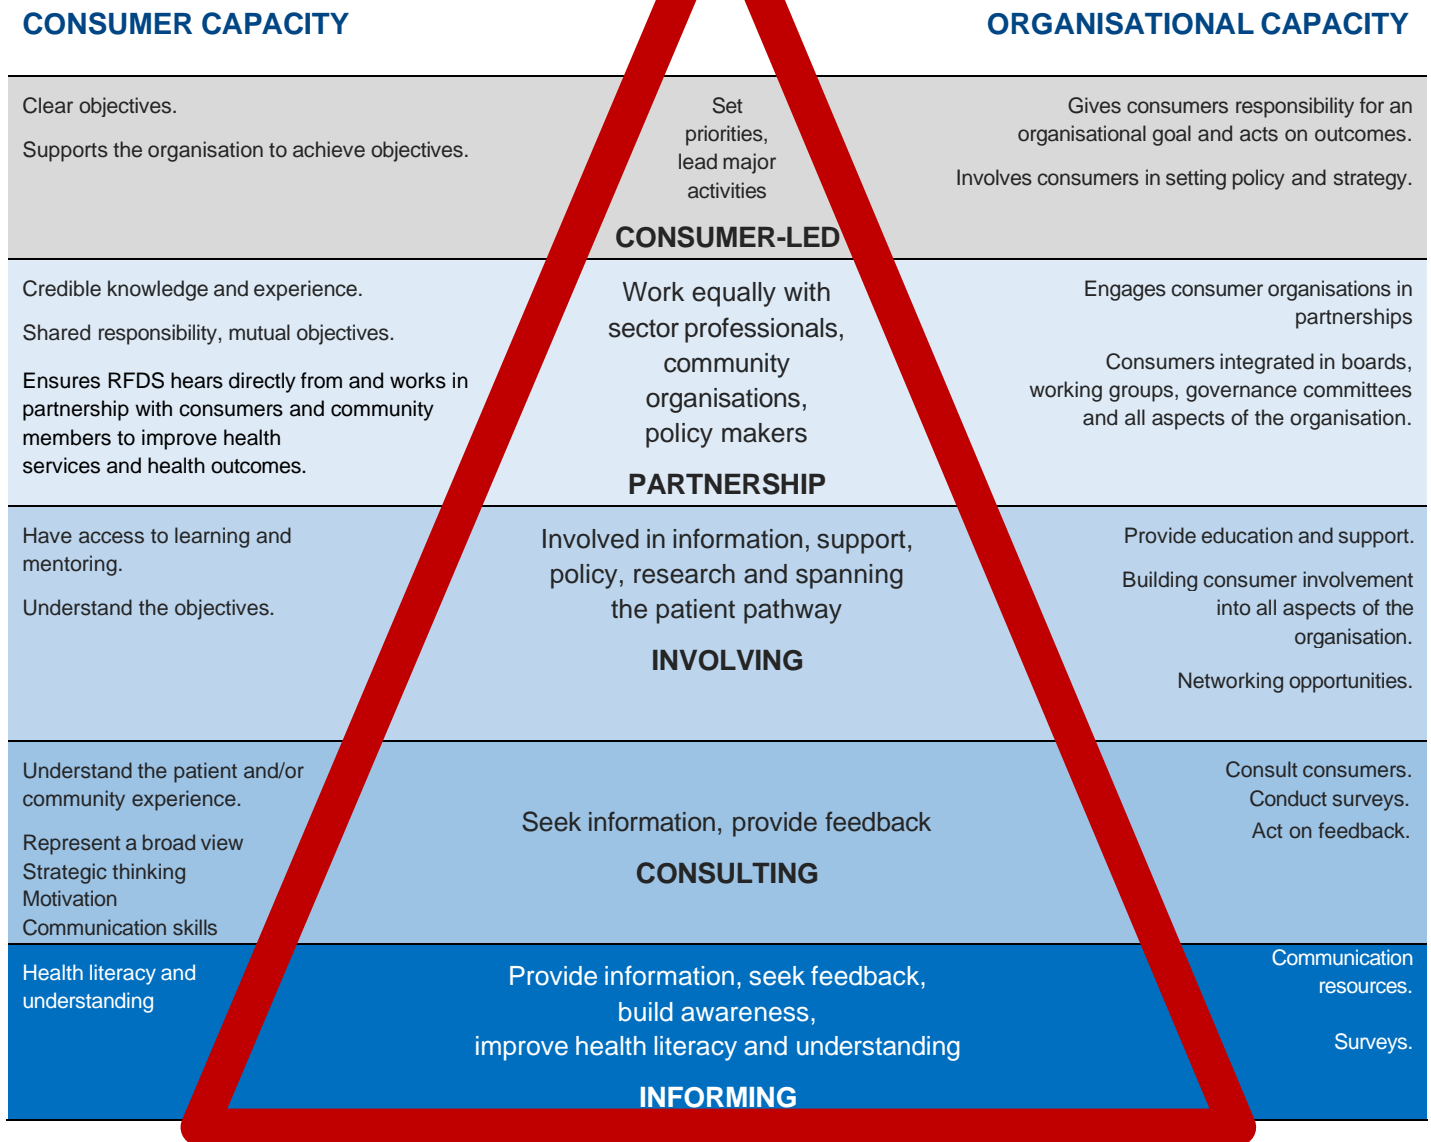 CONSUMER CAPACITY
ORGANISATIONAL CAPACITY
Clear objectives.
Supports the organisation to achieve objectives.
Set
priorities,
lead major
activities
CONSUMER-LED
Gives consumers responsibility for an
organisational goal and acts on outcomes.
Involves consumers in setting policy and strategy.
Credible knowledge and experience.
Shared responsibility, mutual objectives.
Ensures RFDS hears directly from and works in
partnership with consumers and community
members to improve health
services and health outcomes.
Work equally with
sector professionals,
community
organisations,
policy makers
PARTNERSHIP
Engages consumer organisations in
partnerships
Consumers integrated in boards,
working groups, governance committees
and all aspects of the organisation.
Have access to learning and
mentoring.
Understand the objectives.
Involved in information, support,
policy, research and spanning
the patient pathway
INVOLVING
Provide education and support.
Building consumer involvement
into all aspects of the
organisation.
Networking opportunities.
Understand the patient and/or
community experience.
Represent a broad view
Strategic thinking
Motivation
Communication skills
Seek information, provide feedback
CONSULTING
Consult consumers.
Conduct surveys.
Act on feedback.
Health literacy and
understanding
Provide information, seek feedback,
build awareness,
improve health literacy and understanding
INFORMING
Communication
resources.
Surveys.